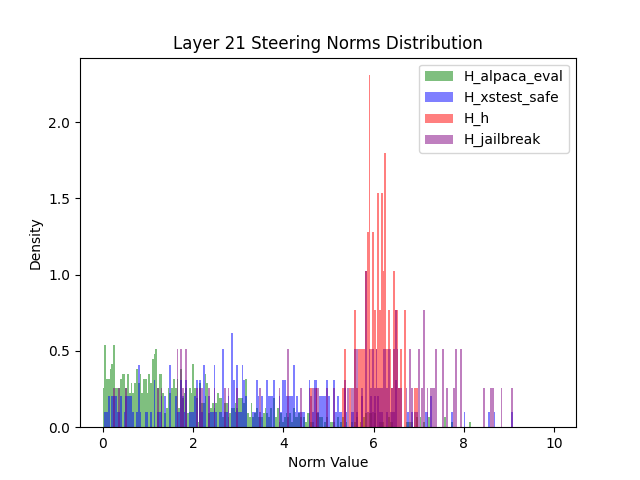 Layer 21 Steering Norms Distribution
H_alpaca_eval
H_xstest_safe
H_h
H_jailbreak
Density
2.0
1.5
1.0
0.5
0.0
0
2
4
6
8
10
Norm Value